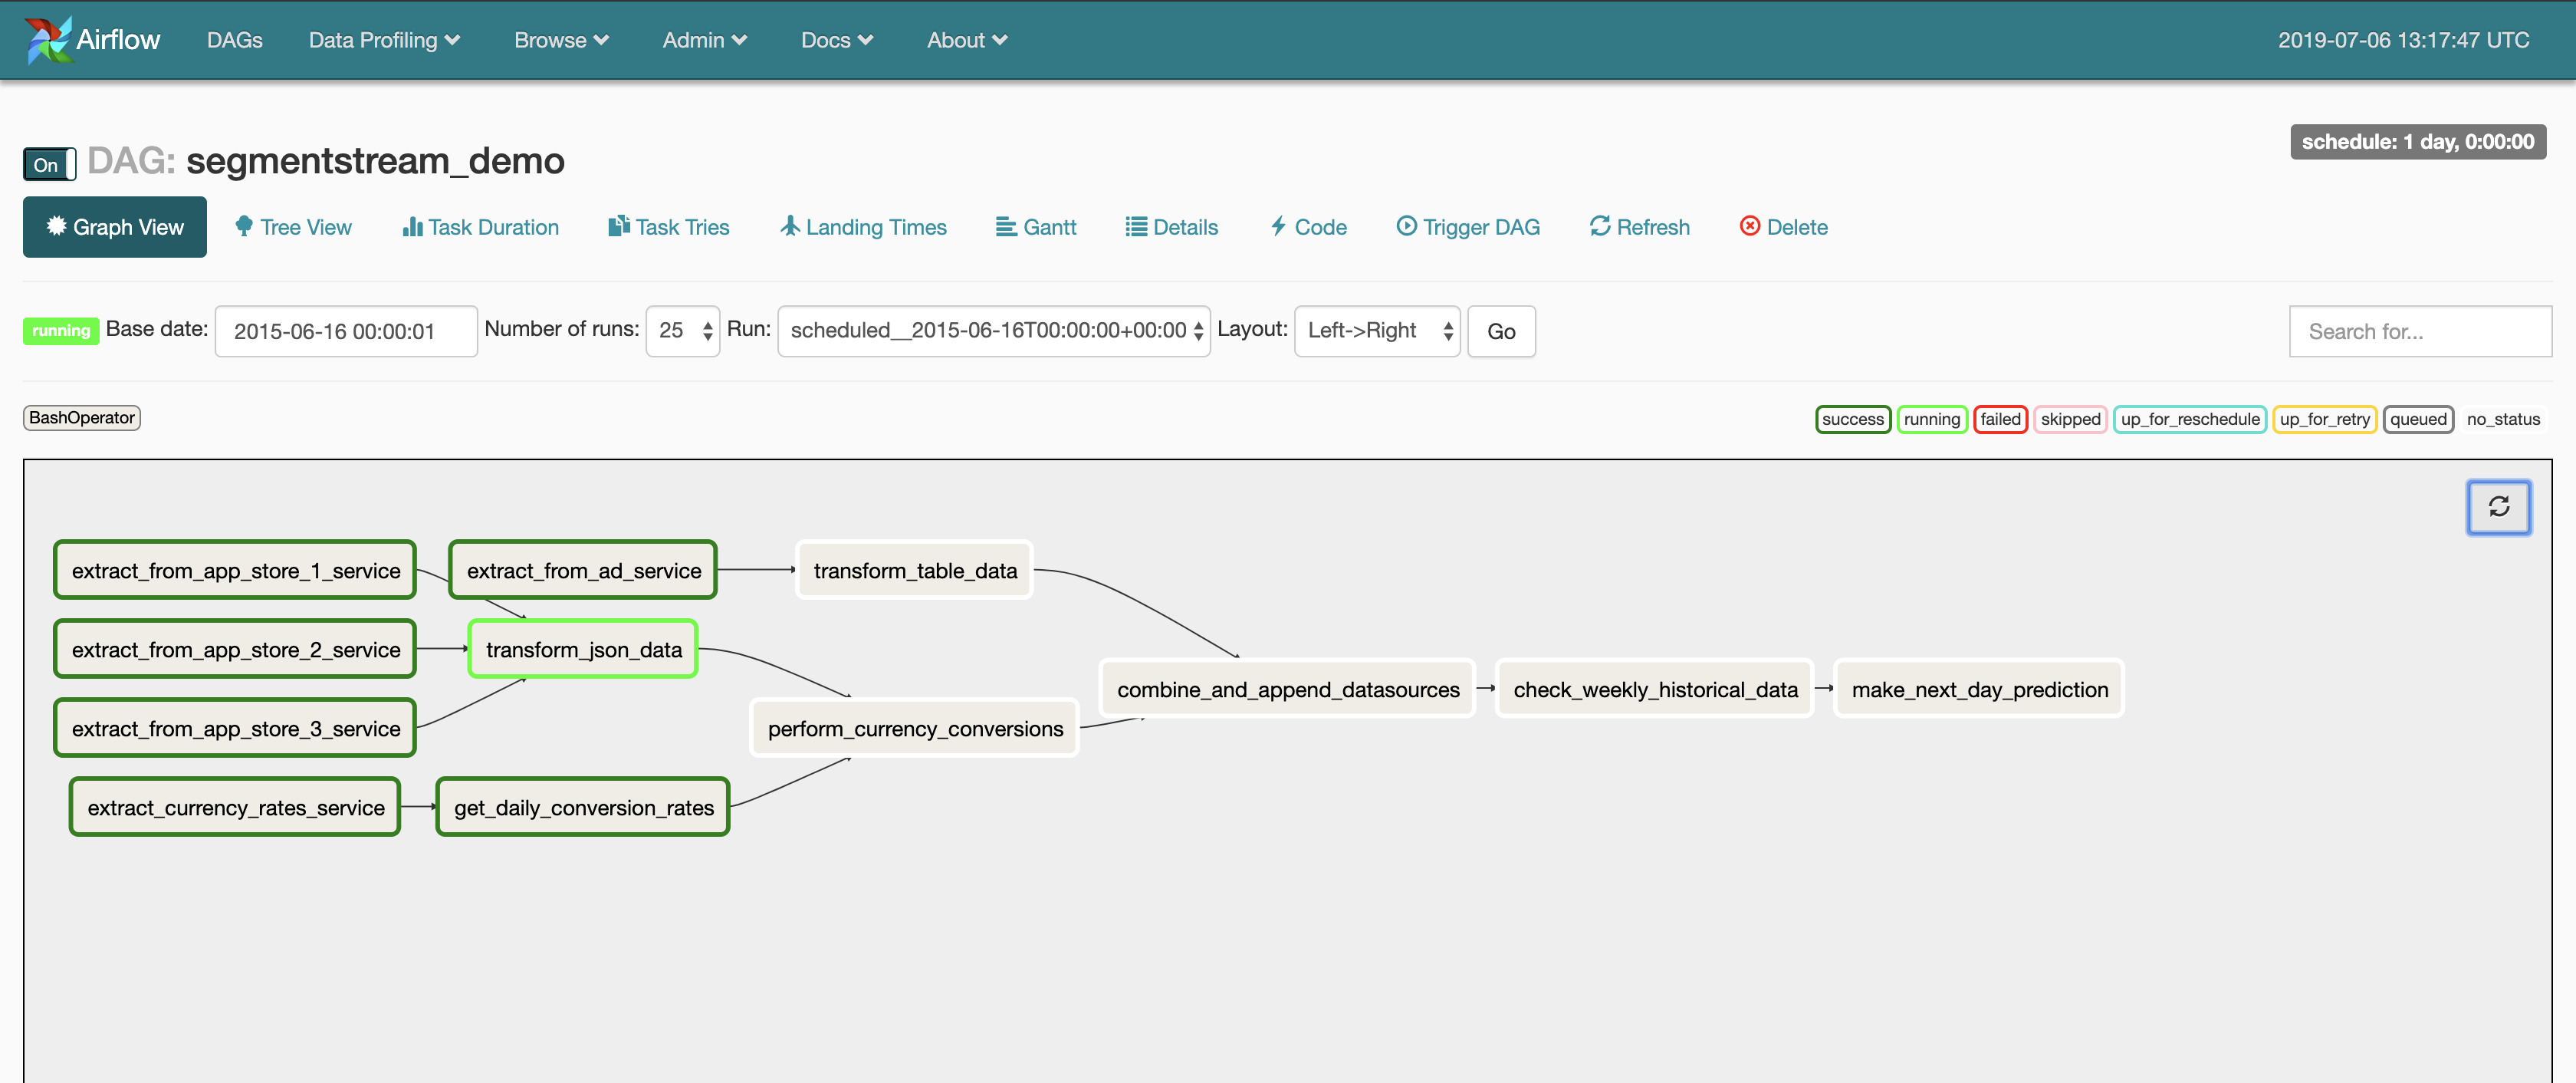 Airflow DAGs Data Profiling Browse Admin Docs About 2019-07-06 13:17:47 UTC
schedule: 1 day, 0:00:00
On DAG: segmentstream_demo
Graph View Tree View Task Duration Task Tries Landing Times Gantt Details Code Trigger DAG Refresh Delete
running Base date: 2015-06-16 00:00:01 Number of runs: 25 Run: scheduled__2015-06-16T00:00:00+00:00 Layout: Left->Right Go Search for...
BashOperator success running failed skipped up_for_reschedule up_for_retry queued no_status
extract_from_app_store_1_service extract_from_ad_service transform_table_data
extract_from_app_store_2_service transform_json_data
combine_and_append_datasources check_weekly_historical_data make_next_day_prediction
extract_from_app_store_3_service perform_currency_conversions
extract_currency_rates_service get_daily_conversion_rates